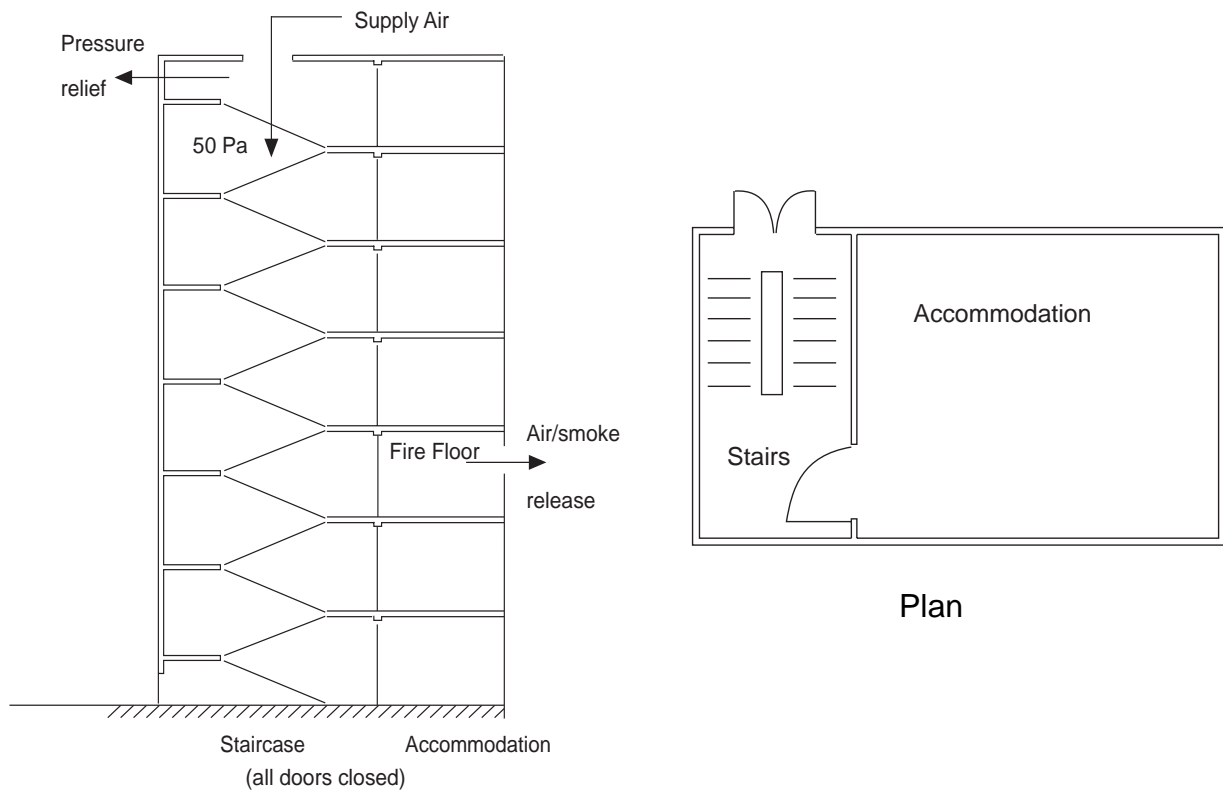 Supply Air
Pressure
relief
50 Pa
Fire Floor
Air/smoke
release
Staircase
Accommodation
(all doors closed)
Accommodation
Stairs
Plan